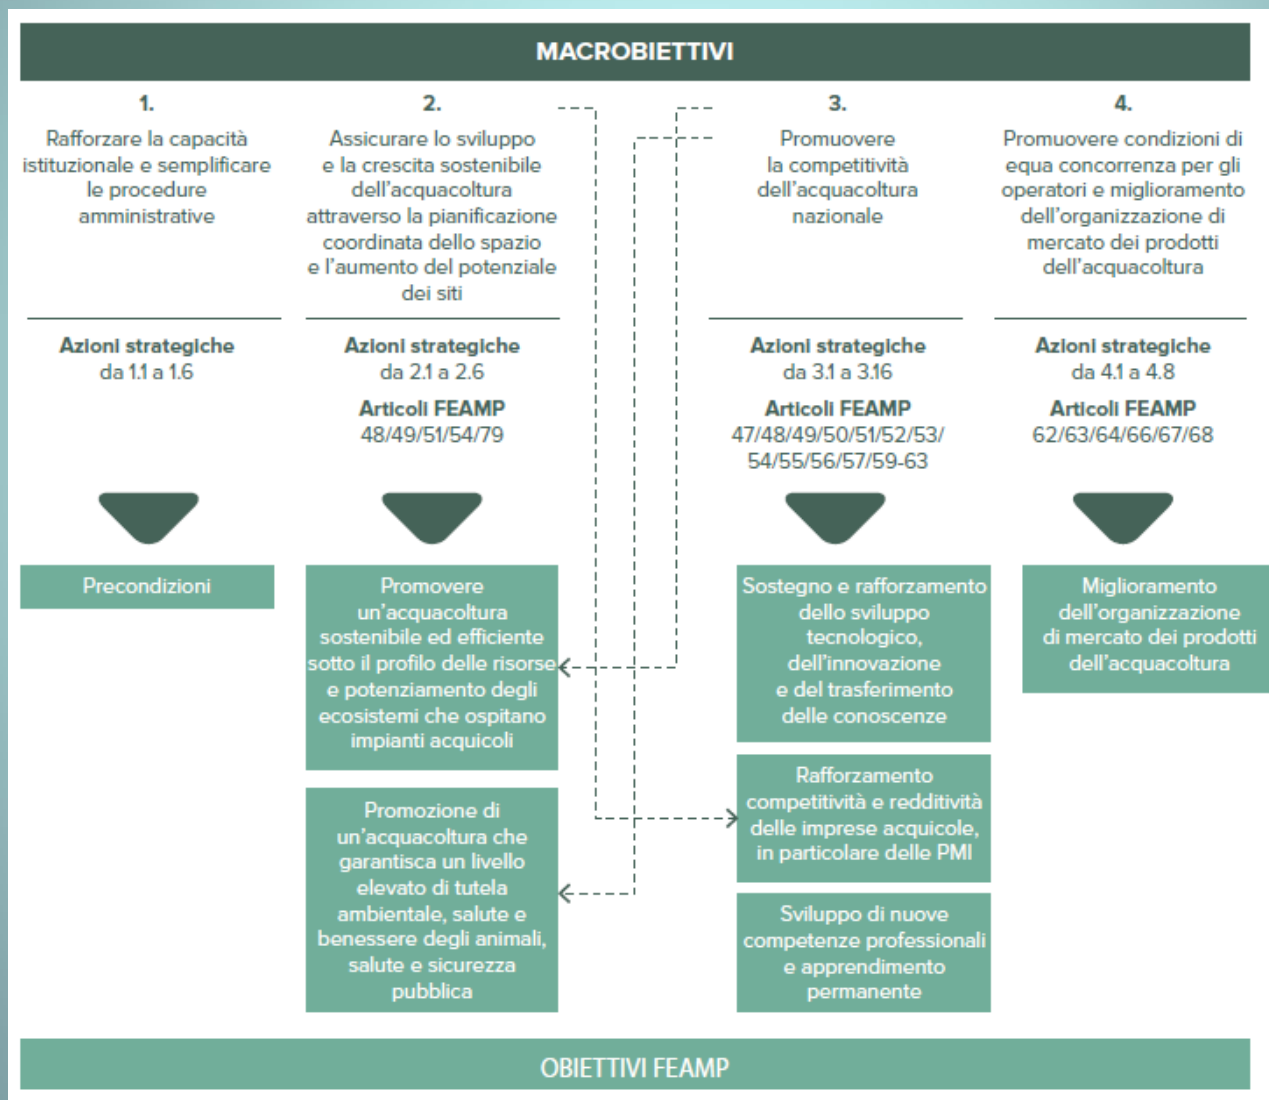 MACROBIETTIVI
1.
Rafforzare la capacità
istituzionale e semplificare
le procedure
amministrative
Azioni strategiche
da 1.1 a 1.6
Precondizioni
2.
Assicurare lo sviluppo
e la crescita sostenibile
dell'acquacoltura
attraverso la pianificazione
coordinata dello spazio
e l'aumento del potenziale
dei siti
Azioni strategiche
da 2.1 a 2.6
Articoli FEAMP
48/49/51/54/79
Promovere
un'acquacoltura
sostenibile ed efficiente
sotto il profilo delle risorse
e potenziamento degli
ecosistemi che ospitano
impianti acquicoli
Promozione di
un'acquacoltura che
garantisca un livello
elevato di tutela
ambientale, salute e
benessere degli animali,
salute e sicurezza
pubblica
3.
Promuovere
la competitività
dell'acquacoltura
nazionale
Azioni strategiche
da 3.1 a 3.16
Articoli FEAMP
47/48/49/50/51/52/53/
54/55/56/57/59-63
Sostegno e rafforzamento
dello sviluppo
tecnologico,
dell'innovazione
e del trasferimento
delle conoscenze
Rafforzamento
competitività e redditività
delle imprese acquicole,
in particolare delle PMI
Sviluppo di nuove
competenze professionali
e apprendimento
permanente
4.
Promuovere condizioni di
equa concorrenza per gli
operatori e miglioramento
dell'organizzazione di
mercato dei prodotti
dell'acquacoltura
Azioni strategiche
da 4.1 a 4.8
Articoli FEAMP
62/63/64/66/67/68
Miglioramento
dell'organizzazione
di mercato dei prodotti
dell'acquacoltura
OBIETTIVI FEAMP